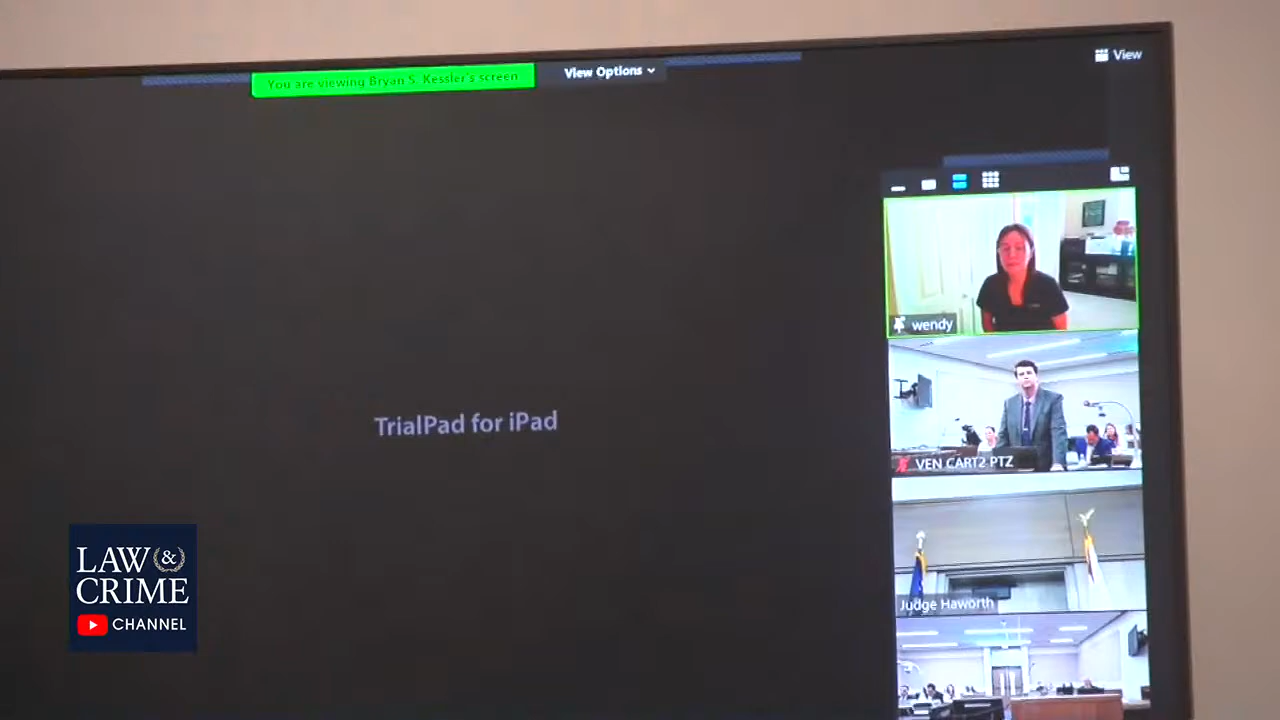 You are viewing Bryan S. Kessler's screen
View Options
View
wendy
TrialPad for iPad
VEN CART2 PTZ
LAW &
CRIME
CHANNEL
Judge Haworth